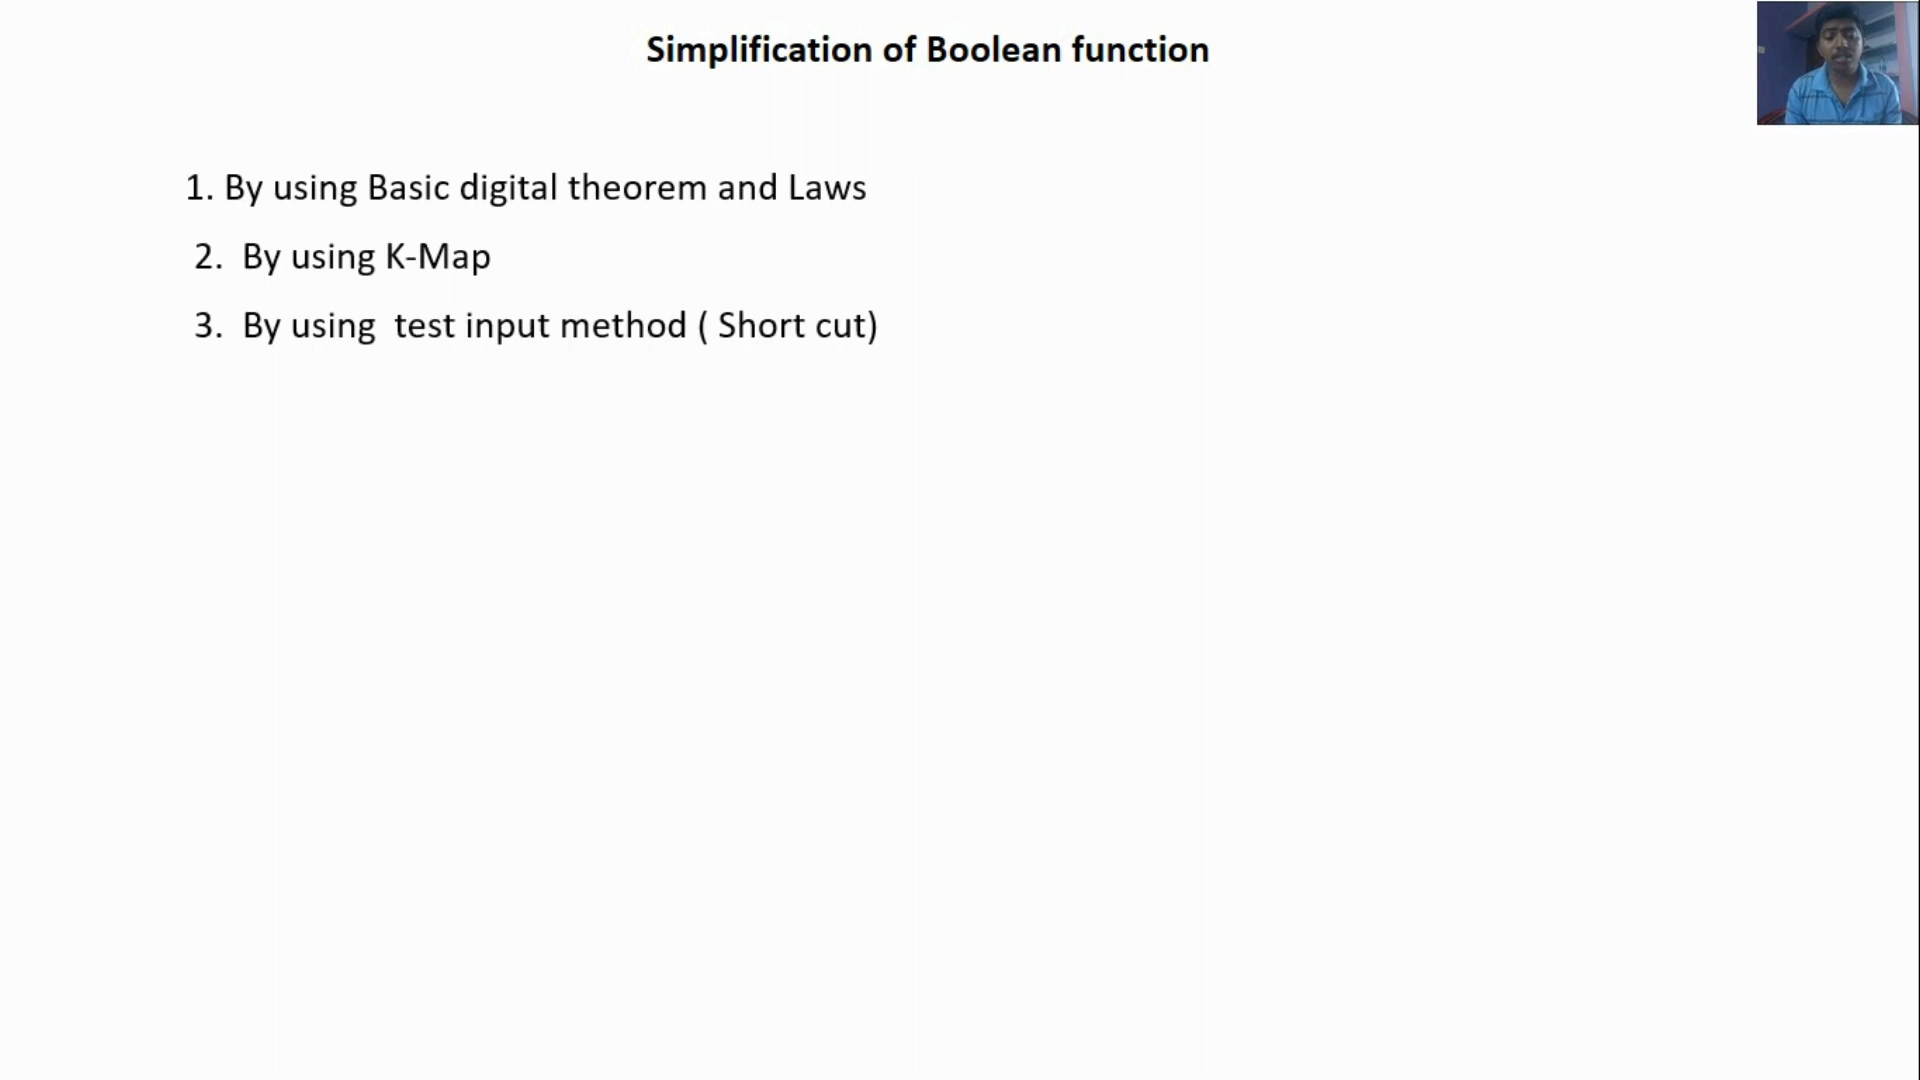 Simplification of Boolean function
1. By using Basic digital theorem and Laws
2. By using K-Map
3. By using test input method ( Short cut)